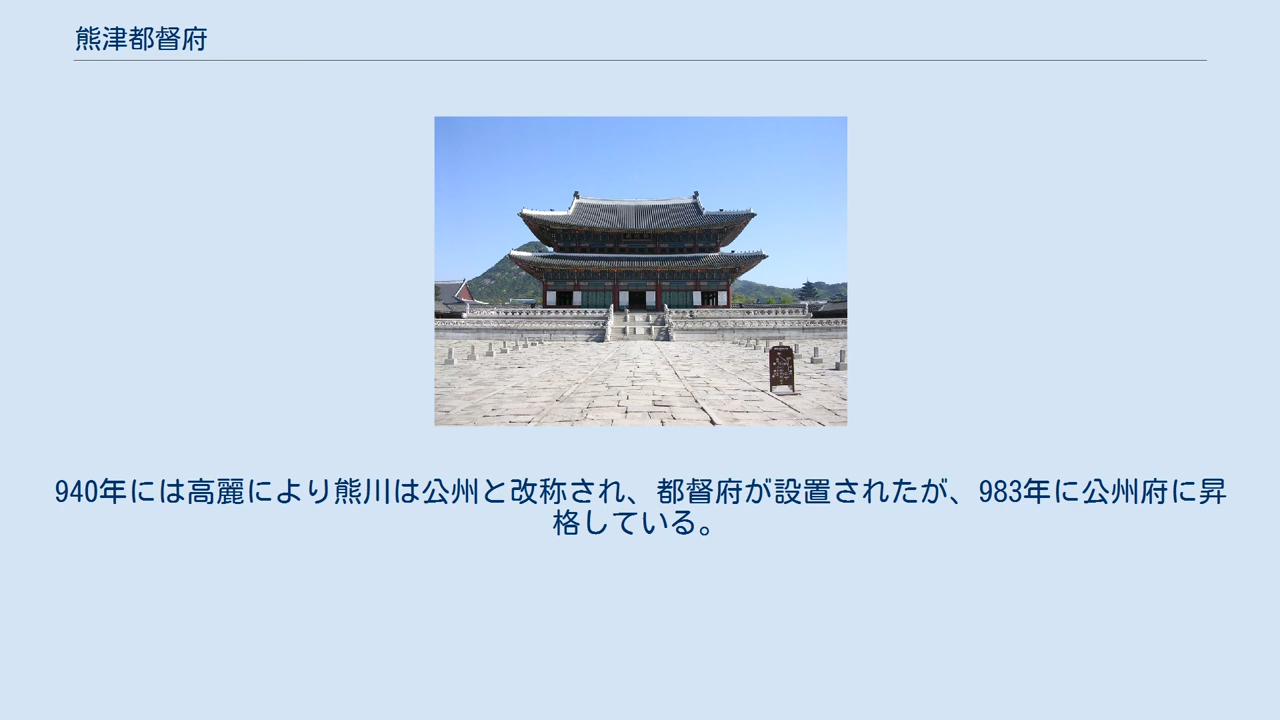 熊津都督府
940年には高麗により熊川は公州と改称され、都督府が設置されたが、983年に公州府に昇
格している。